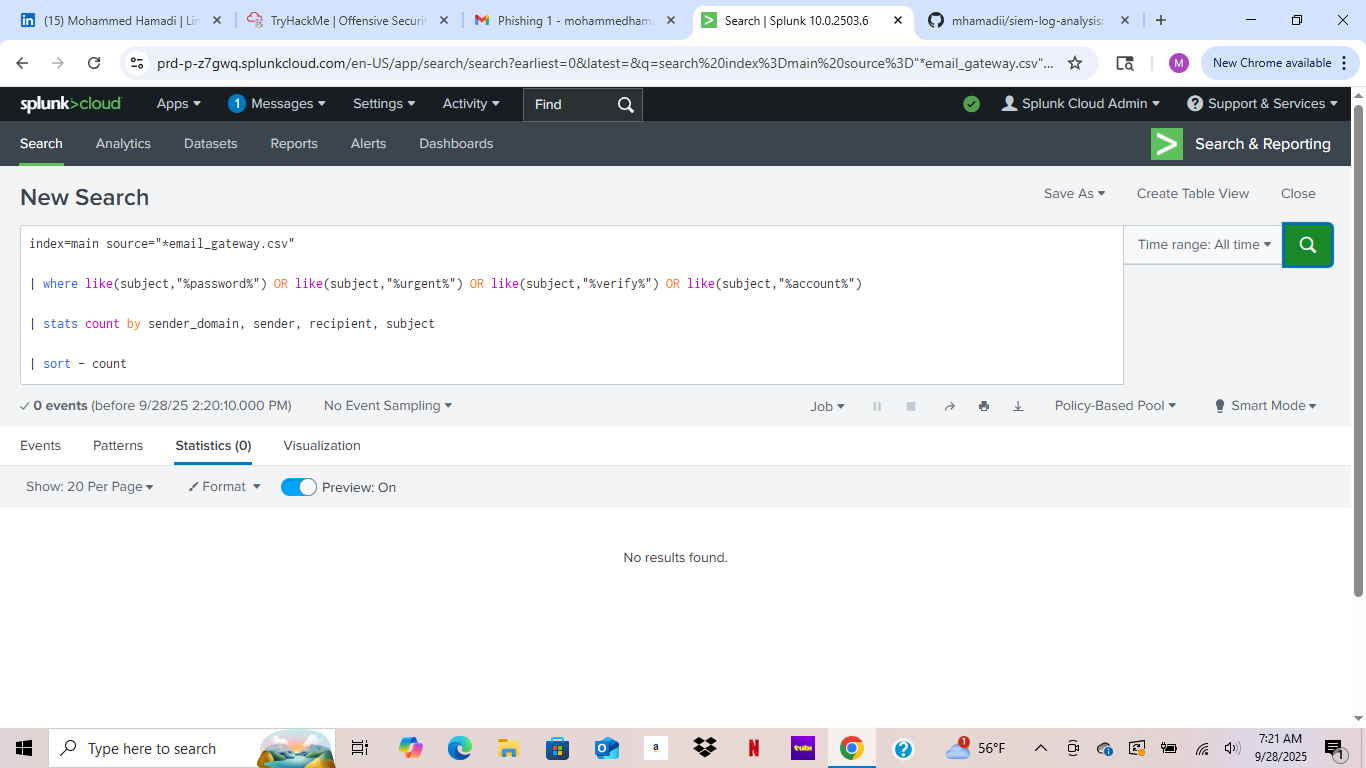 (15) Mohammed Hamadi | Lin
TryHackMe | Offensive Securit
Phishing 1 - mohammedhama
Search | Splunk 10.0.2503.6
mhamadii/siem-log-analysis:
prd-p-z7gwq.splunkcloud.com/en-US/app/search/search?earliest=0&latest=&q=search%20index%3Dmain%20source%3D"*email_gateway.csv"...
M
New Chrome available
splunk>cloud
Apps
1 Messages
Settings
Activity
Find
Splunk Cloud Admin
? Support & Services
Search
Analytics
Datasets
Reports
Alerts
Dashboards
> Search & Reporting
New Search
Save As
Create Table View
Close
index=main source="*email_gateway.csv"
| where like(subject,"%password%") OR like(subject,"%urgent%") OR like(subject,"%verify%") OR like(subject,"%account%")
| stats count by sender_domain, sender, recipient, subject
| sort - count
Time range: All time
✓ 0 events (before 9/28/25 2:20:10.000 PM)
No Event Sampling
Job
Policy-Based Pool
Smart Mode
Events
Patterns
Statistics (0)
Visualization
Show: 20 Per Page
Format
Preview: On
No results found.
Type here to search
a
N
tubi
?
1
56°F
7:21 AM
9/28/2025
1